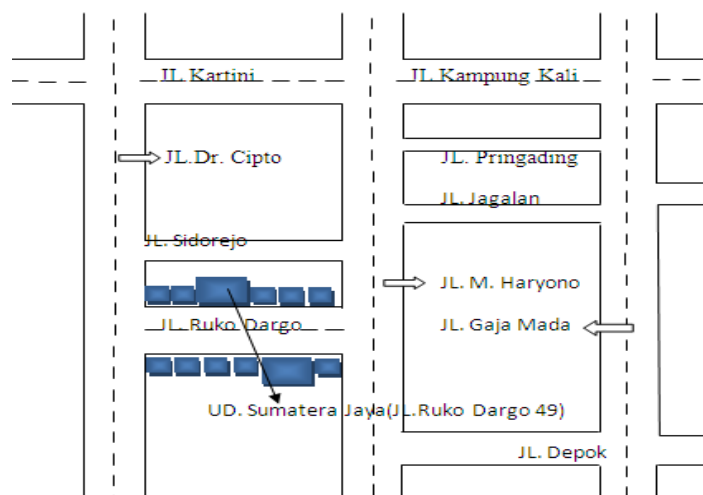 JL Kartini
JL Kampung Kali
JL.Dr. Cipto
JL. Pringading
JL. Jagalan
JL. Sidorejo
JL. M. Haryono
JL. Ruko Dargo
JL. Gaja Mada
UD. Sumatera Jaya(JL.Ruko Dargo 49)
JL. Depok